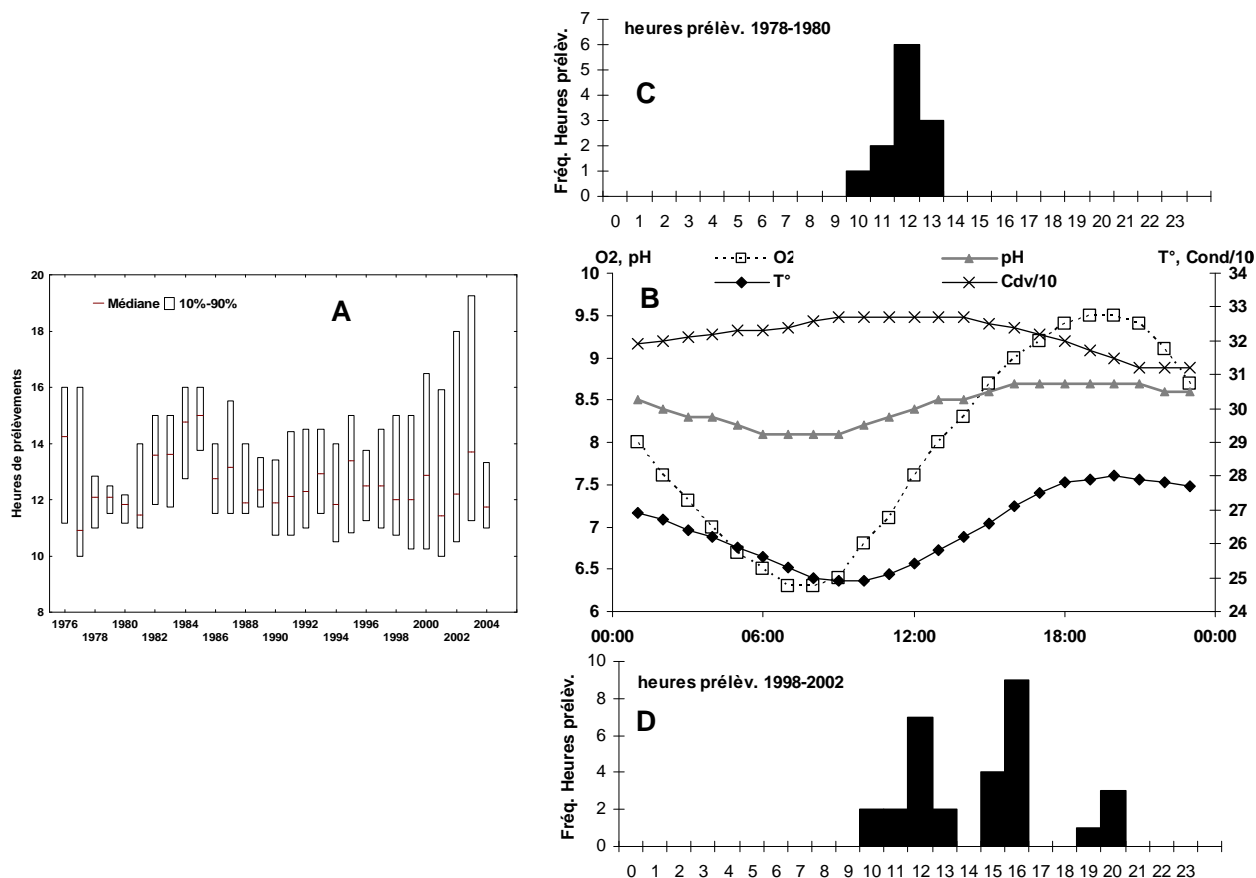 7
6
5
4
3
2
1
0
Fréq. Heures prélèv.
heures prélèv. 1978-1980
C
0 1 2 3 4 5 6 7 8 9 10 11 12 13 14 15 16 17 18 19 20 21 22 23
20
18
16
14
12
10
8
Heures de prélèvements
Médiane 10%-90%
A
1976 1980 1984 1988 1992 1996 2000 2004
1978 1982 1986 1990 1994 1998 2002
O2, pH
O2
pH
T°, Cond/10
T°
Cdv/10
B
10
9.5
9
8.5
8
7.5
7
6.5
6
34
33
32
31
30
29
28
27
26
25
24
00:00 06:00 12:00 18:00 00:00
10
8
6
4
2
0
Fréq. Heures prélèv.
heures prélèv. 1998-2002
D
0 1 2 3 4 5 6 7 8 9 10 11 12 13 14 15 16 17 18 19 20 21 22 23